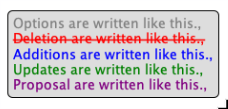 Options are written like this.,
Deletion are written like this.,
Additions are written like this.,
Updates are written like this.,
Proposal are written like this.,